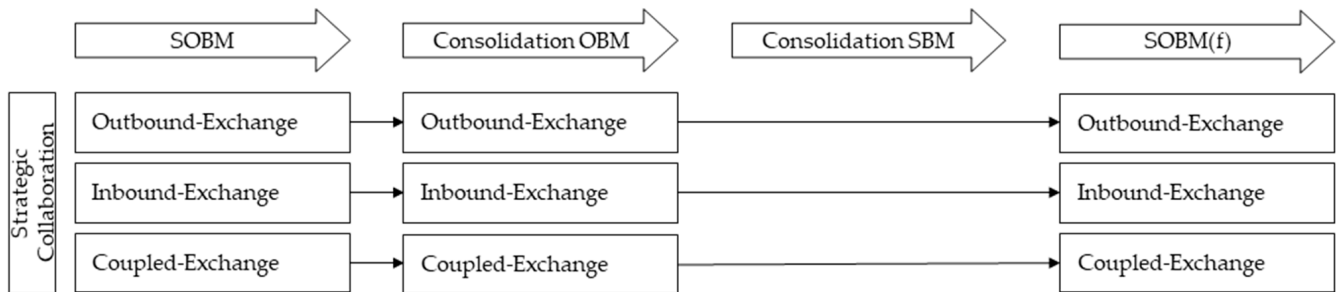 SOBM
Consolidation OBM
Consolidation SBM
SOBM(f)
Strategic
Collaboration
Outbound-Exchange
Outbound-Exchange
Outbound-Exchange
Inbound-Exchange
Inbound-Exchange
Inbound-Exchange
Coupled-Exchange
Coupled-Exchange
Coupled-Exchange